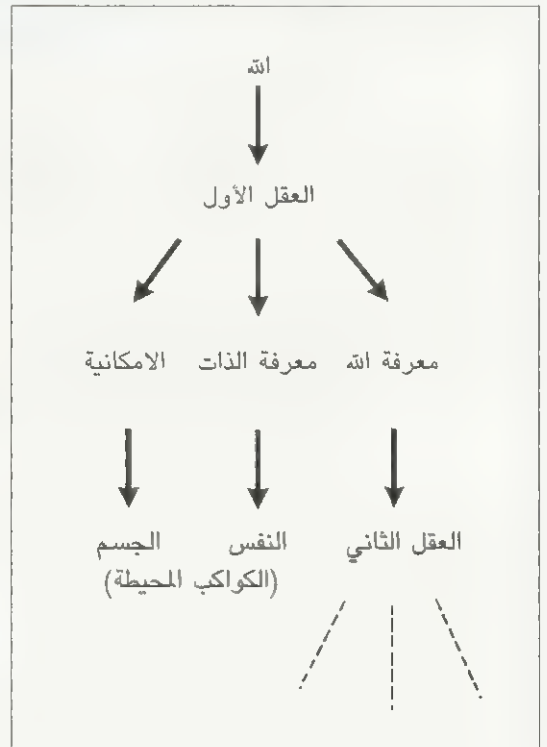 الله
العقل الأول
معرفة الله معرفة الذات الامكانية
العقل الثاني النفس الجسم
(الكواكب المحيطة)